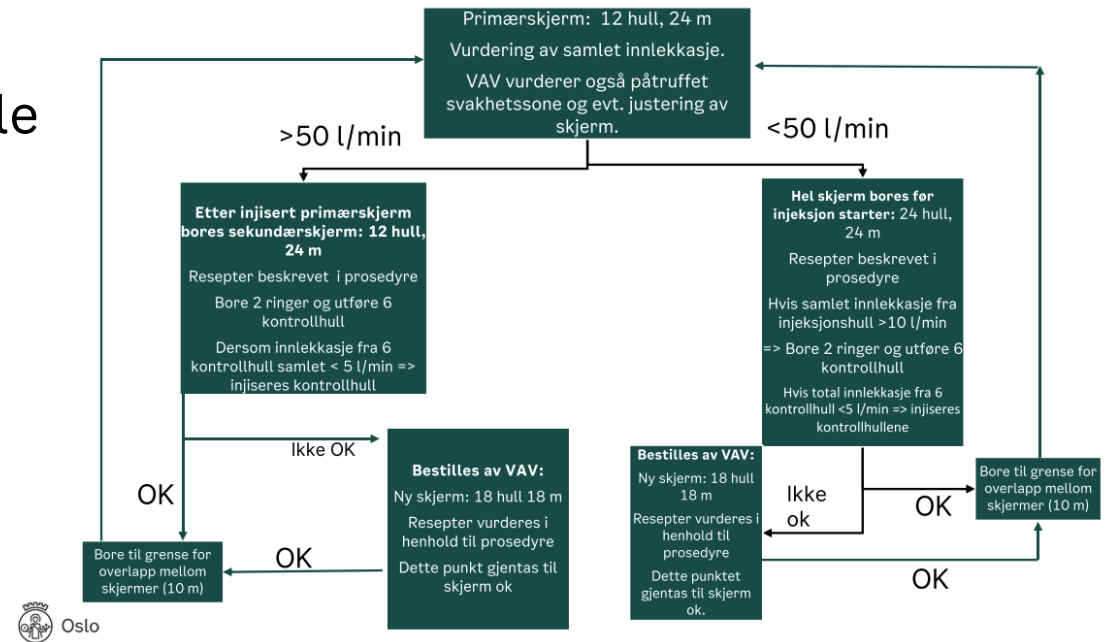 le
Primærskjerm: 12 hull, 24 m
Vurdering av samlet innlekkasje.
VAV vurderer også påtruffet
svakhetssone og evt. justering av
skjerm.
>50 l/min
<50 l/min
Etter injisert primærskjerm
bores sekundærskjerm: 12 hull,
24 m
Resepter beskrevet i prosedyre
Bore 2 ringer og utføre 6
kontrollhull
Dersom innlekkasje fra 6
kontrollhull samlet < 5 l/min =>
injiseres kontrollhull
Hel skjerm bores før
injeksjon starter: 24 hull,
24 m
Resepter beskrevet i
prosedyre
Hvis samlet innlekkasje fra
injeksjonshull >10 l/min
=> Bore 2 ringer og utføre 6
kontrollhull
Hvis total innlekkasje fra 6
kontrollhull <5 l/min => injiseres
kontrollhullene
Ikke OK
OK
Bestilles av VAV:
Ny skjerm: 18 hull 18 m
Resepter vurderes i
henhold til prosedyre
Dette punkt gjentas til
skjerm ok
OK
Bore til grense for
overlapp mellom
skjermer (10 m)
Bestilles av VAV:
Ny skjerm: 18 hull
18 m
Resepter vurderes i
henhold til
prosedyre
Dette punktet
gjentas til skjerm
ok.
Ikke
ok
OK
Bore til grense for
overlapp mellom
skjermer (10 m)
OK
Oslo